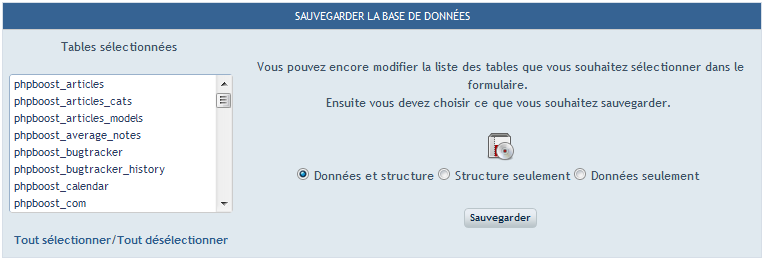 SAUVEGARDER LA BASE DE DONNÉES
Tables sélectionnées
phpboost_articles
phpboost_articles_cats
phpboost_articles_models
phpboost_average_notes
phpboost_bugtracker
phpboost_bugtracker_history
phpboost_calendar
phpboost_com
Tout sélectionner/Tout désélectionner
Vous pouvez encore modifier la liste des tables que vous souhaitez sélectionner dans le
formulaire.
Ensuite vous devez choisir ce que vous souhaitez sauvegarder.
Données et structure Structure seulement Données seulement
Sauvegarder